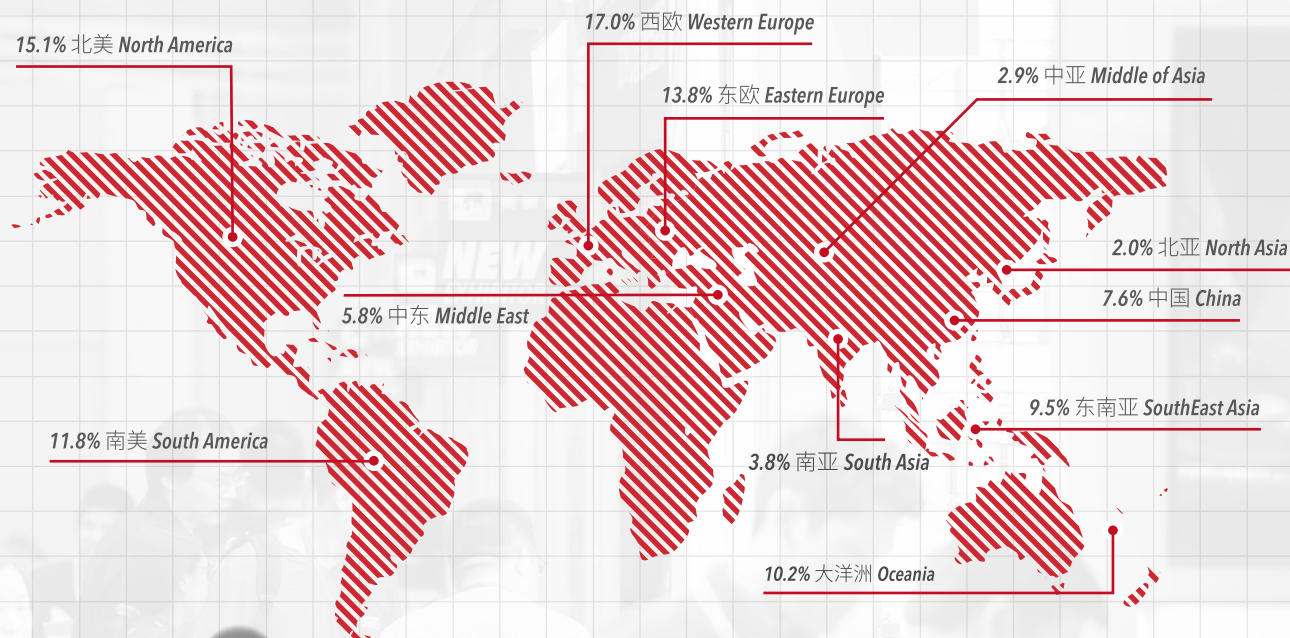 17.0% 西欧 Western Europe
15.1% 北美 North America
2.9% 中亚 Middle of Asia
13.8% 东欧 Eastern Europe
2.0% 北亚 North Asia
NEW
7.6% 中国 China
5.8% 中东 Middle East
9.5% 东南亚 SouthEast Asia
11.8% 南美 South America
3.8% 南亚 South Asia
10.2% 大洋洲 Oceania